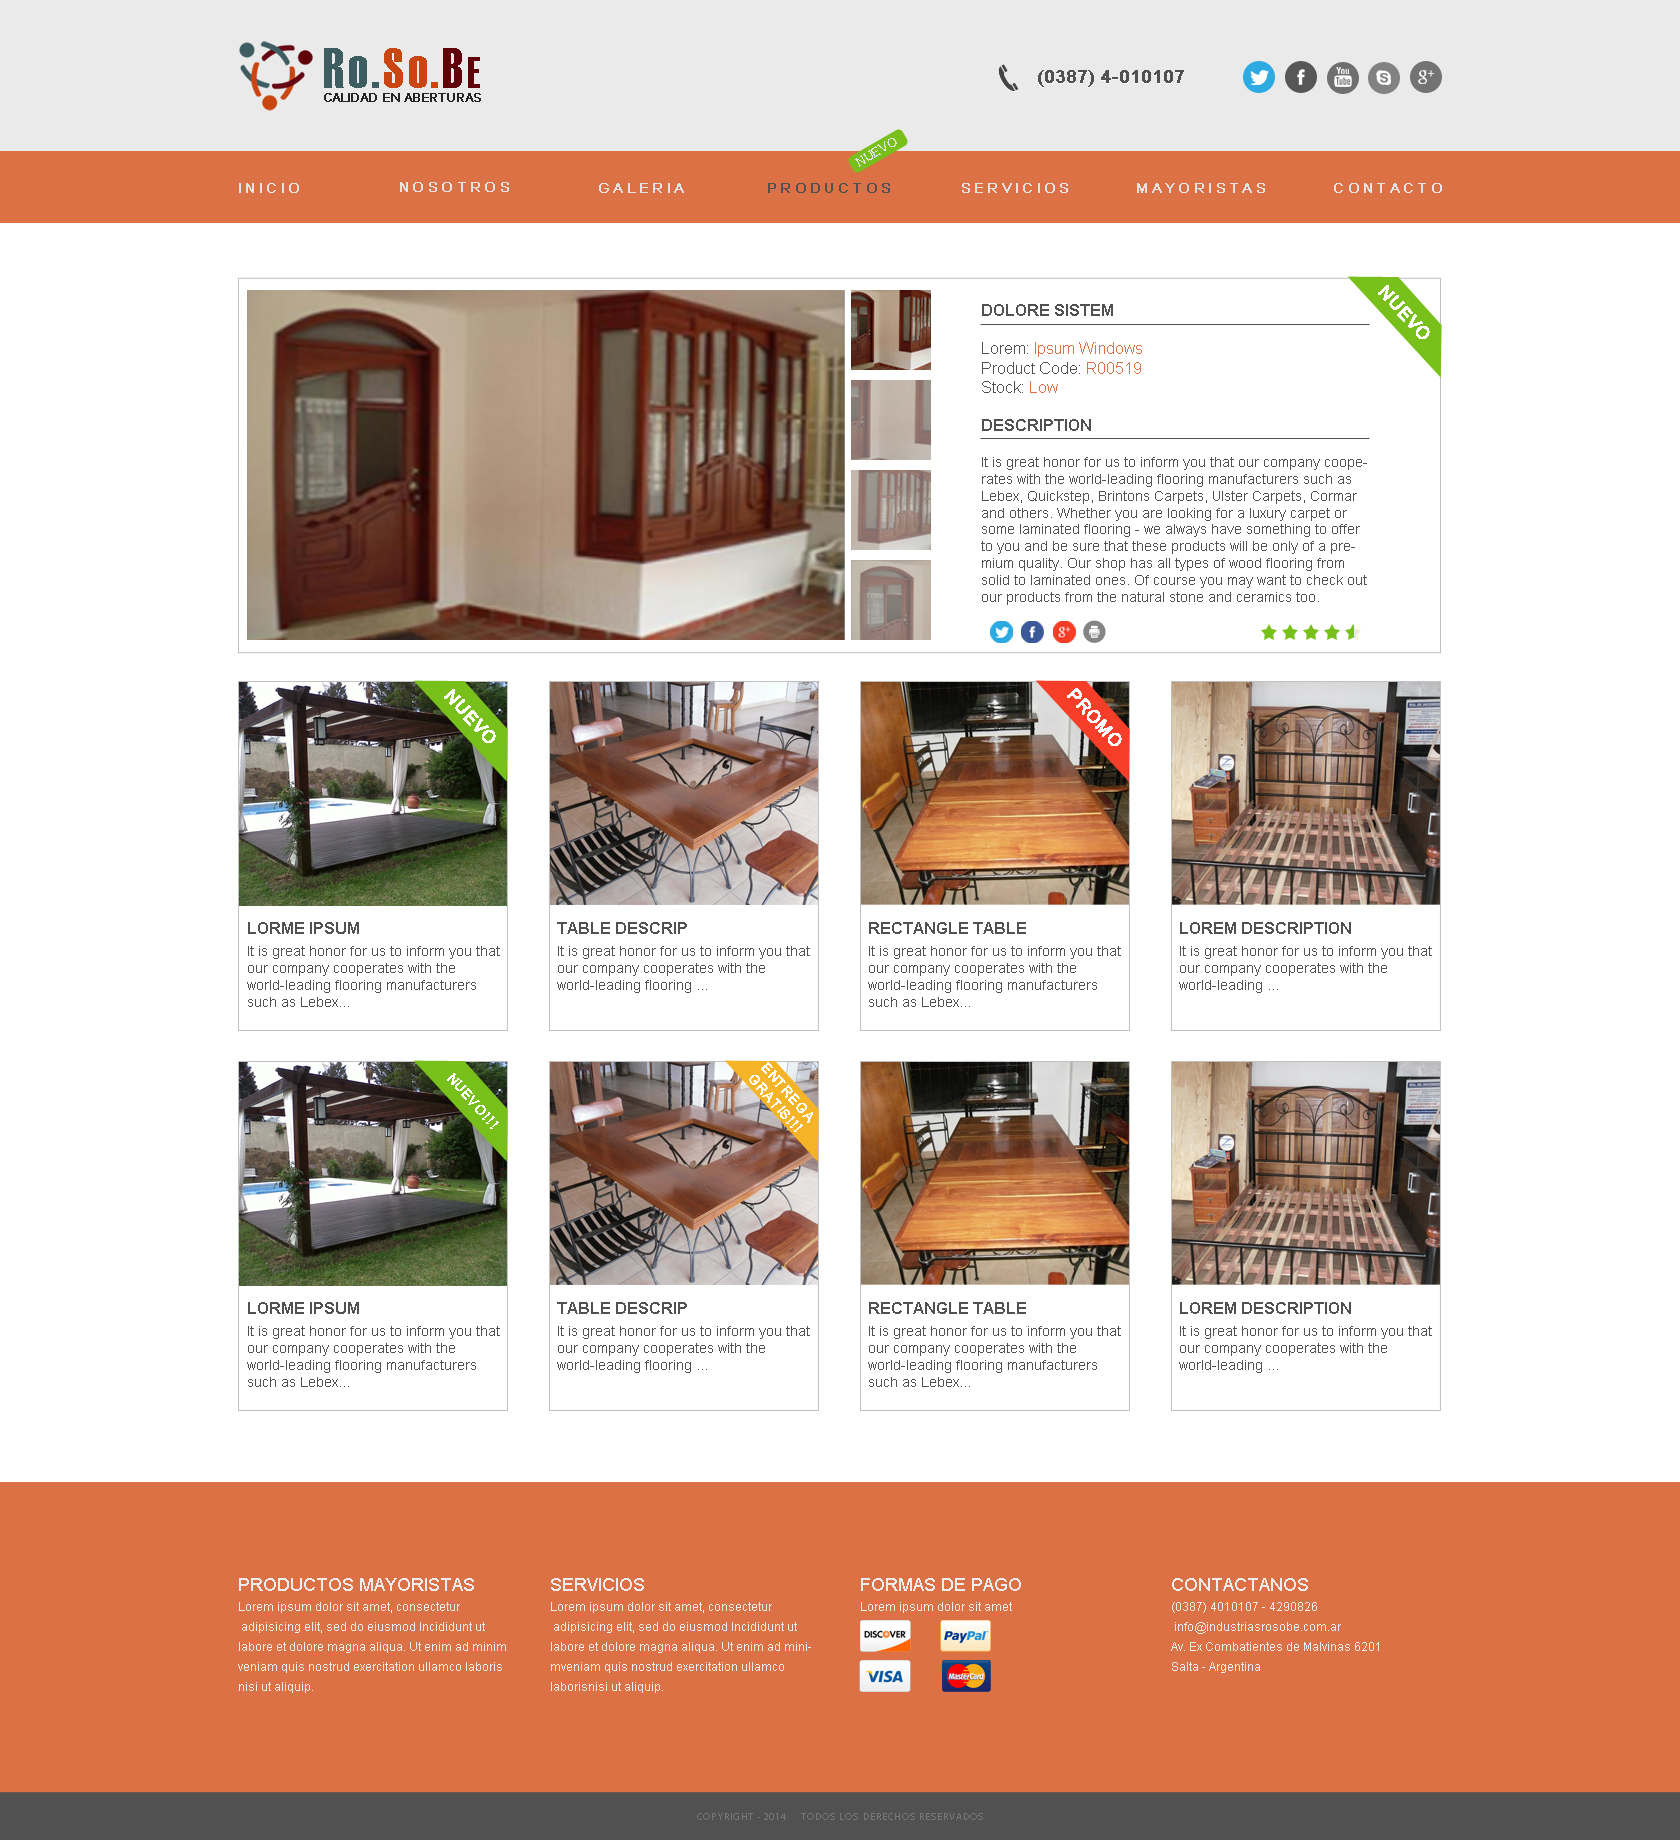 Ro.So.Be
CALIDAD EN ABERTURAS
(0387) 4-010107
You
Tube
NUEVO
INICIO
NOSOTROS
GALERIA
PRODUCTOS
SERVICIOS
MAYORISTAS
CONTACTO
NUEVO
DOLORE SISTEM
Lorem: Ipsum Windows
Product Code: R00519
Stock: Low
DESCRIPTION
It is great honor for us to inform you that our company coope-
rates with the world-leading flooring manufacturers such as
Lebex, Quickstep, Brintons Carpets, Ulster Carpets, Cormar
and others. Whether you are looking for a luxury carpet or
some laminated flooring - we always have something to offer
to you and be sure that these products will be only of a pre-
mium quality. Our shop has all types of wood flooring from
solid to laminated ones. Of course you may want to check out
our products from the natural stone and ceramics too.
NUEVO
LORME IPSUM
It is great honor for us to inform you that
our company cooperates with the
world-leading flooring manufacturers
such as Lebex...
TABLE DESCRIP
It is great honor for us to inform you that
our company cooperates with the
world-leading flooring ...
PROMO
RECTANGLE TABLE
It is great honor for us to inform you that
our company cooperates with the
world-leading flooring manufacturers
such as Lebex...
LOREM DESCRIPTION
It is great honor for us to inform you that
our company cooperates with the
world-leading ...
NUEVO!!!
LORME IPSUM
It is great honor for us to inform you that
our company cooperates with the
world-leading flooring manufacturers
such as Lebex...
ENTREGA
GRATIS!!!!
TABLE DESCRIP
It is great honor for us to inform you that
our company cooperates with the
world-leading flooring ...
RECTANGLE TABLE
It is great honor for us to inform you that
our company cooperates with the
world-leading flooring manufacturers
such as Lebex...
LOREM DESCRIPTION
It is great honor for us to inform you that
our company cooperates with the
world-leading ...
PRODUCTOS MAYORISTAS
Lorem ipsum dolor sit amet, consectetur
adipisicing elit, sed do eiusmod Incididunt ut
labore et dolore magna aliqua. Ut enim ad minim
veniam quis nostrud exercitation ullamco laboris
nisi ut aliquip.
SERVICIOS
Lorem ipsum dolor sit amet, consectetur
adipisicing elit, sed do eiusmod Incididunt ut
labore et dolore magna aliqua. Ut enim ad mini-
mveniam quis nostrud exercitation ullamco
laborisnisi ut aliquip.
FORMAS DE PAGO
Lorem ipsum dolor sit amet
DISCOVER
PayPal
VISA
MasterCard
CONTACTANOS
(0387) 4010107 - 4290826
info@industriasrosobe.com.ar
Av. Ex Combatientes de Malvinas 6201
Salta - Argentina
COPYRIGHT - 2014 TODOS LOS DERECHOS RESERVADOS